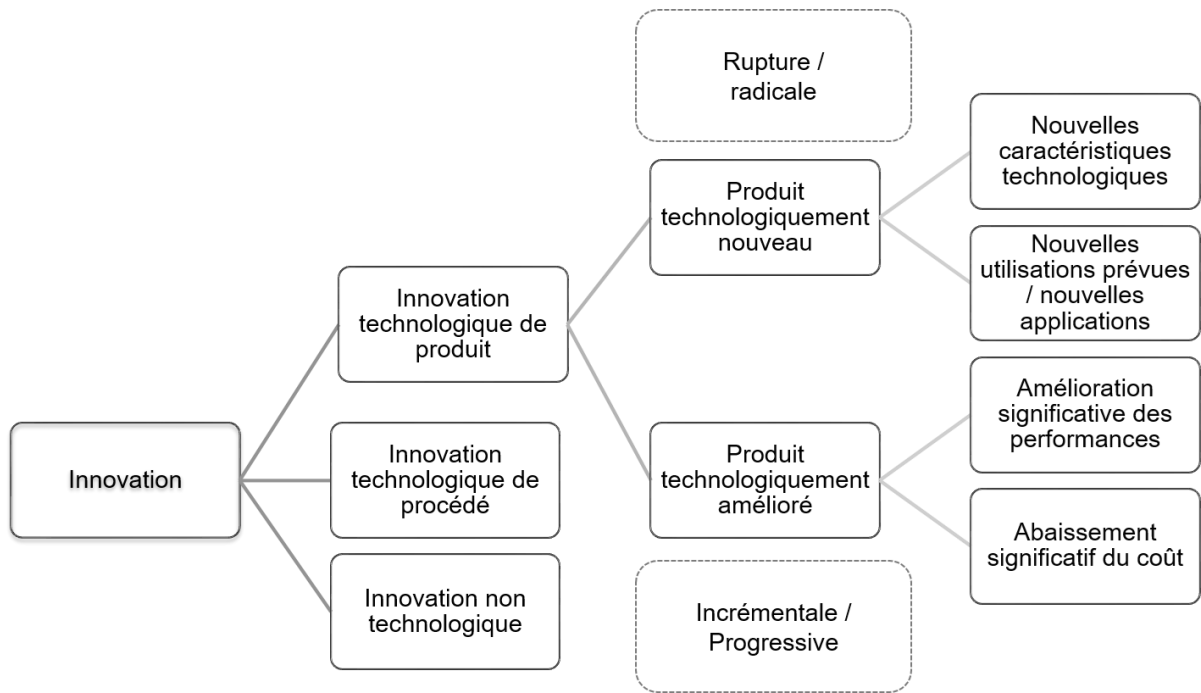 Innovation
Innovation
technologique de
produit
Innovation
technologique de
procédé
Innovation non
technologique
Rupture /
radicale
Produit
technologiquement
nouveau
Produit
technologiquement
amélioré
Incrémentale /
Progressive
Nouvelles
caractéristiques
technologiques
Nouvelles
utilisations prévues
/ nouvelles
applications
Amélioration
significative des
performances
Abaissement
significatif du coût